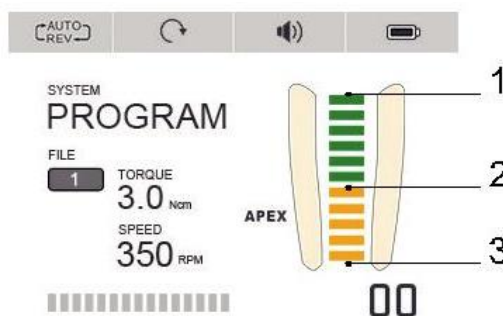 AUTO
REV
SYSTEM
PROGRAM
FILE
1
TORQUE
3.0 Ncm
SPEED
350 RPM
APEX
1
2
3
00